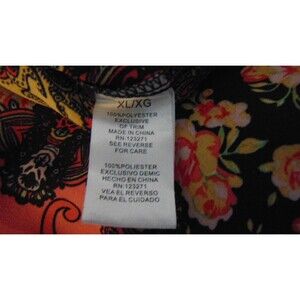 XL/XG
100%POLYESTER
EXCLUSIVE
OF TRIM
MADE IN CHINA
RN:123271
SEE REVERSE
FOR CARE
100%POLIESTER
EXCLUSIVO DEMIC
HECHO EN CHINA
RN:123271
VEA EL REVERSO
PARA EL CUIDADO